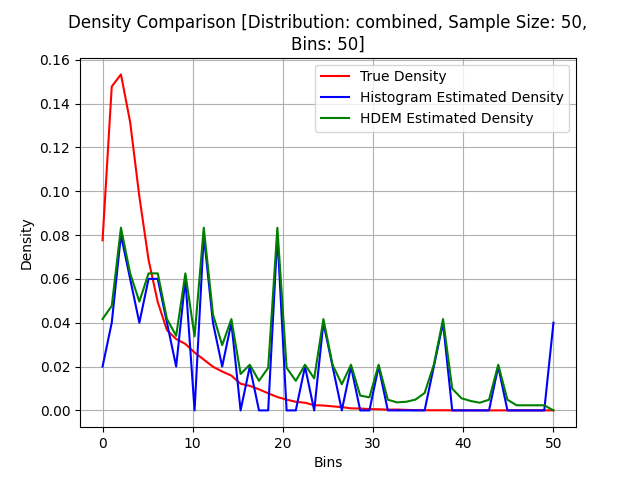 Density Comparison [Distribution: combined, Sample Size: 50,
Bins: 50]
True Density
Histogram Estimated Density
HDEM Estimated Density
Density
0.16
0.14
0.12
0.10
0.08
0.06
0.04
0.02
0.00
0 10 20 30 40 50
Bins